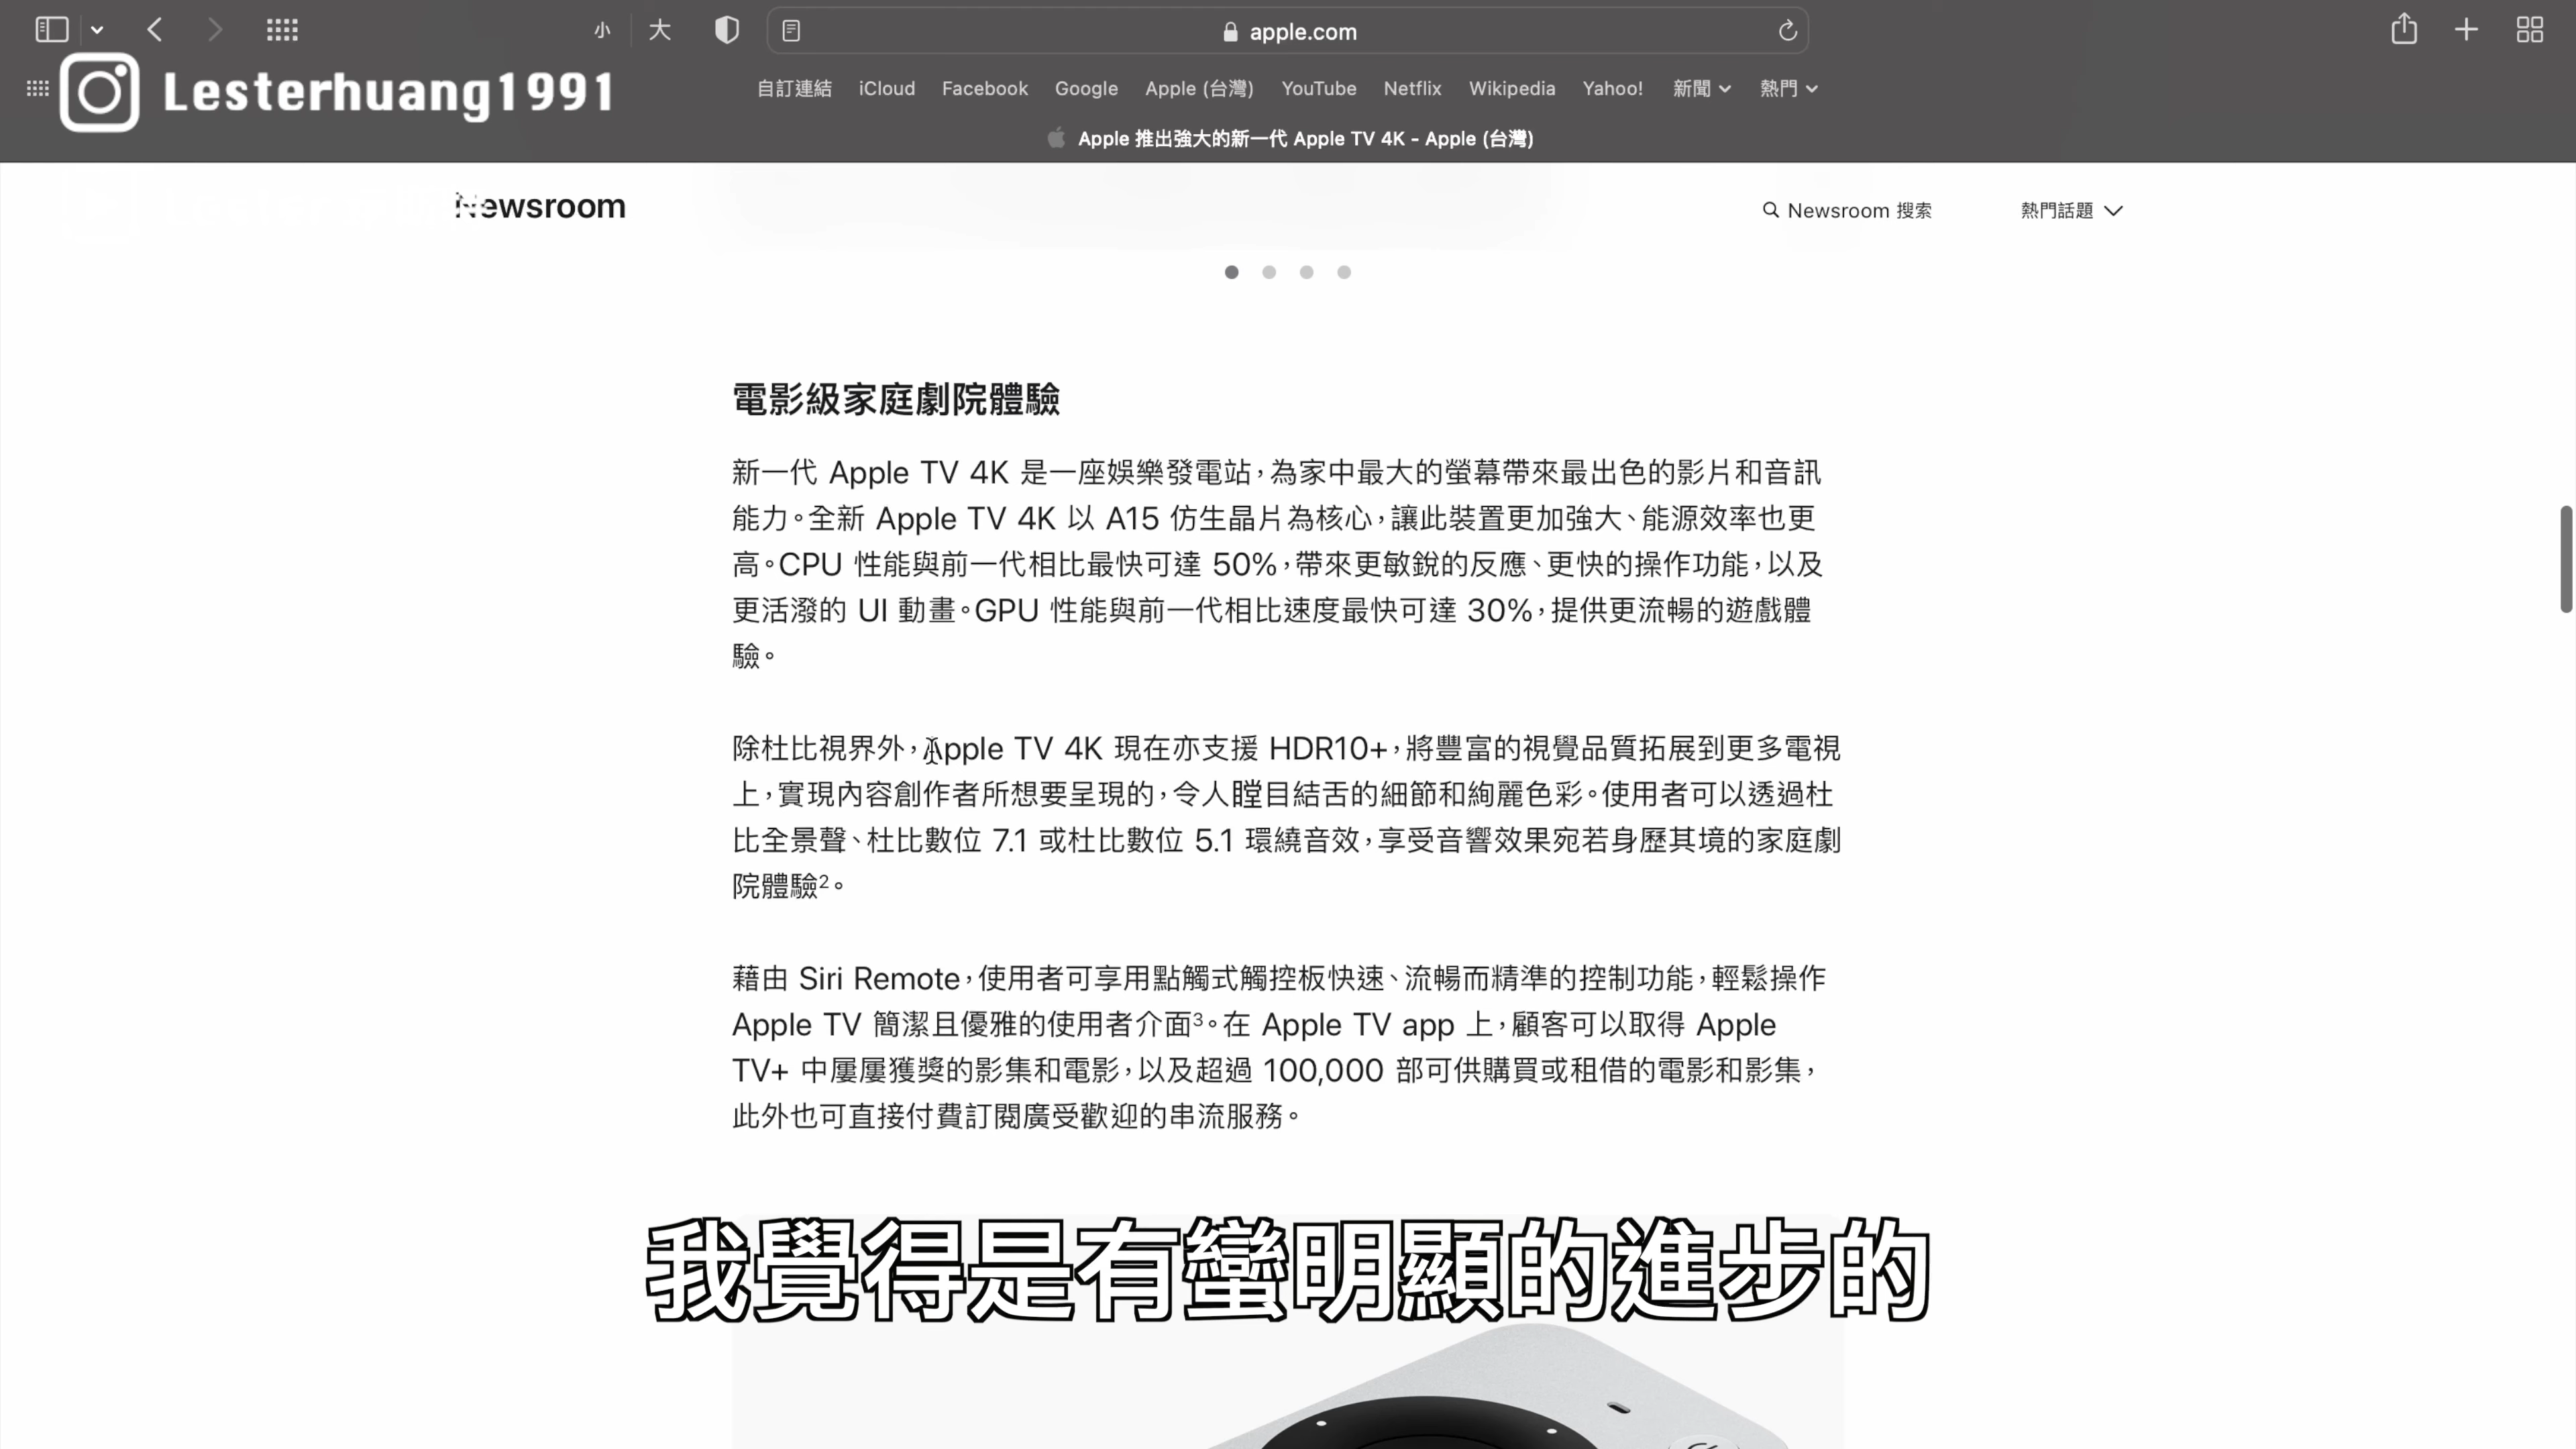 小 大 apple.com
Lesterhuang1991
自訂連結 iCloud Facebook Google Apple (台灣) YouTube Netflix Wikipedia Yahoo! 新聞 熱門
Apple 推出強大的新一代 Apple TV 4K - Apple (台灣)
Newsroom Newsroom 搜索 熱門話題
電影級家庭劇院體驗
新一代 Apple TV 4K 是一座娛樂發電站，為家中最大的螢幕帶來最出色的影片和音訊
能力。全新 Apple TV 4K 以 A15 仿生晶片為核心，讓此裝置更加強大、能源效率也更
高。CPU 性能與前一代相比最快可達 50%，帶來更敏銳的反應、更快的操作功能，以及
更活潑的 UI 動畫。GPU 性能與前一代相比速度最快可達 30%，提供更流暢的遊戲體
驗。
除杜比視界外，Apple TV 4K 現在亦支援 HDR10+，將豐富的視覺品質拓展到更多電視
上，實現內容創作者所想要呈現的，令人瞠目結舌的細節和絢麗色彩。使用者可以透過杜
比全景聲、杜比數位 7.1 或杜比數位 5.1 環繞音效，享受音響效果宛若身歷其境的家庭劇
院體驗²。
藉由 Siri Remote，使用者可享用點觸式觸控板快速、流暢而精準的控制功能，輕鬆操作
Apple TV 簡潔且優雅的使用者介面³。在 Apple TV app 上，顧客可以取得 Apple
TV+ 中屢屢獲獎的影集和電影，以及超過 100,000 部可供購買或租借的電影和影集，
此外也可直接付費訂閱廣受歡迎的串流服務。
我覺得是有蠻明顯的進步的